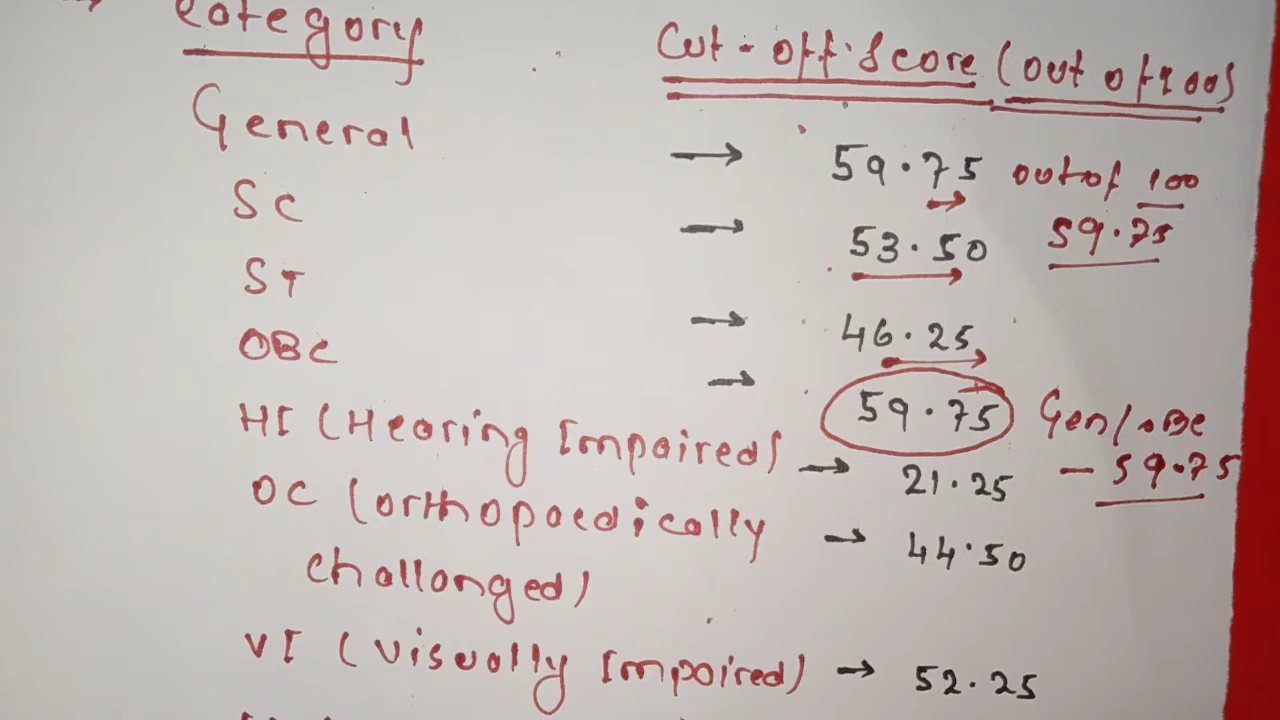 Category Cut-off Score (out of 100)
General → 59.75 out of 100
SC → 53.50 59.75
ST → 46.25
OBC → 59.75 Gen/OBC
HI (Hearing Impaired) → 21.25 - 59.75
OC (orthopaedically → 44.50
challanged)
VI (visually Impaired) → 52.25